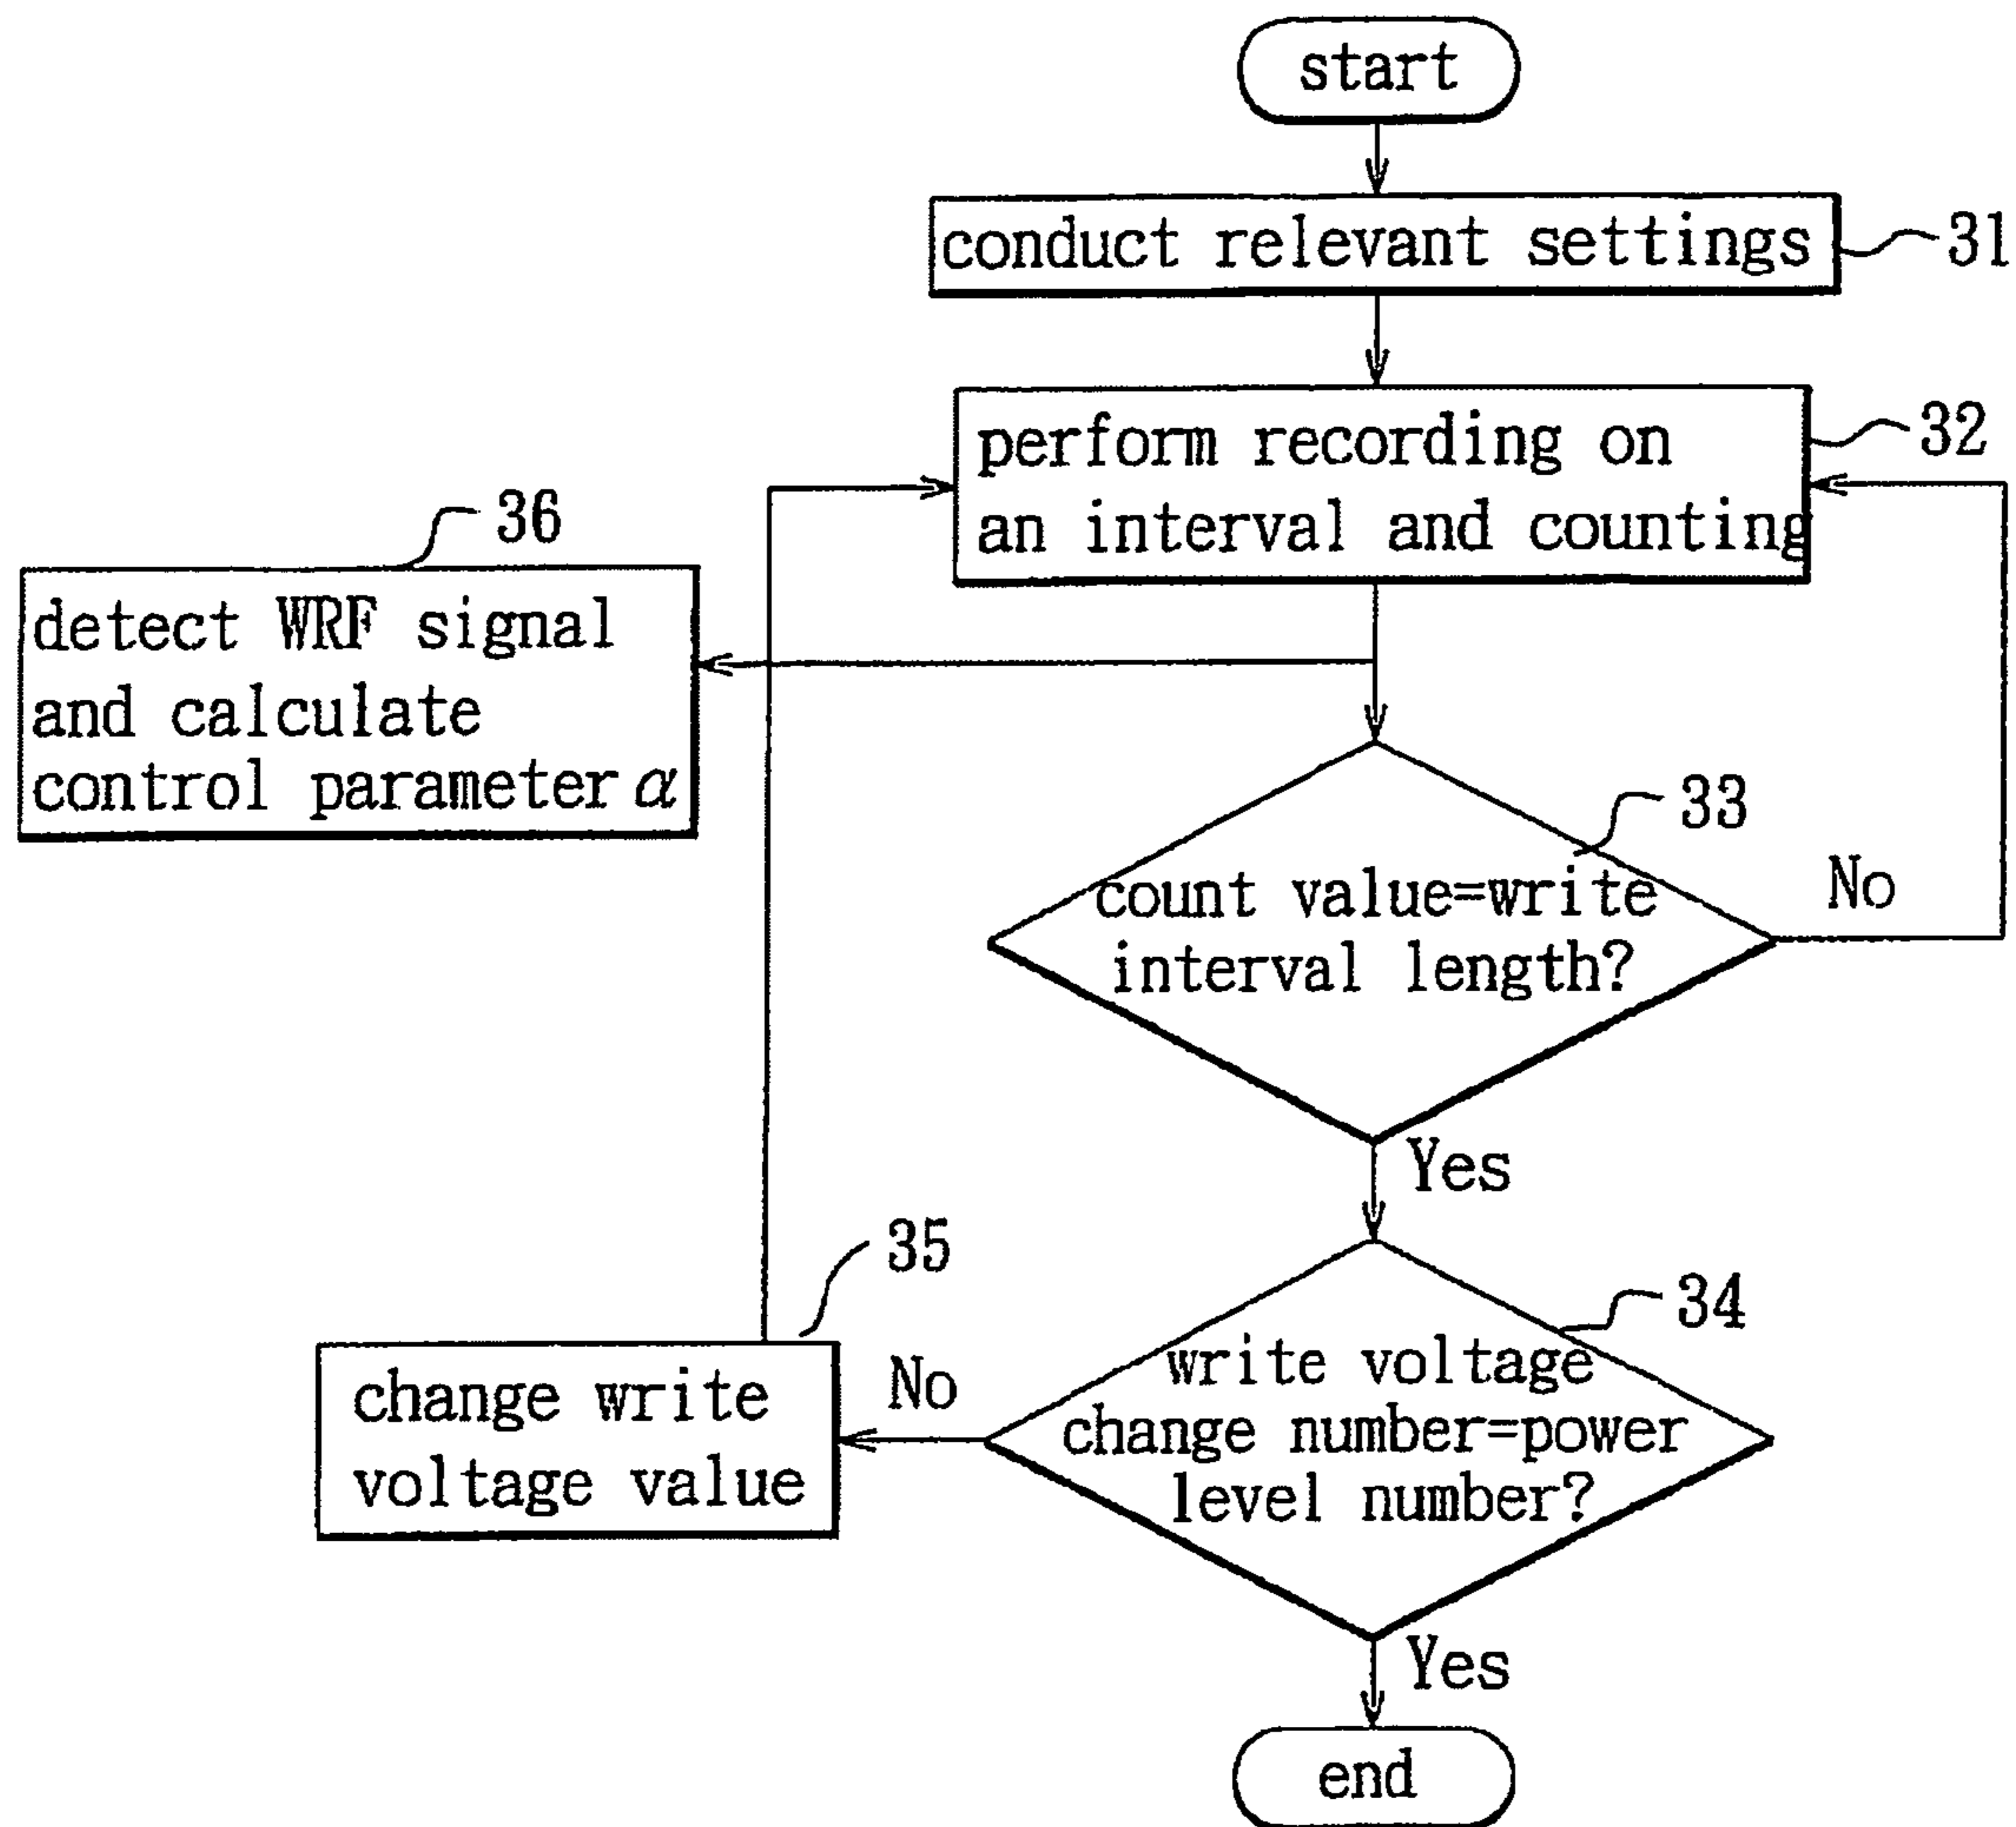 start
conduct relevant settings
31
perform recording on
an interval and counting
32
36
detect WRF signal
and calculate
control parameter α
33
count value=write
interval length?
No
Yes
35
change write
voltage value
No
34
write voltage
change number=power
level number?
Yes
end